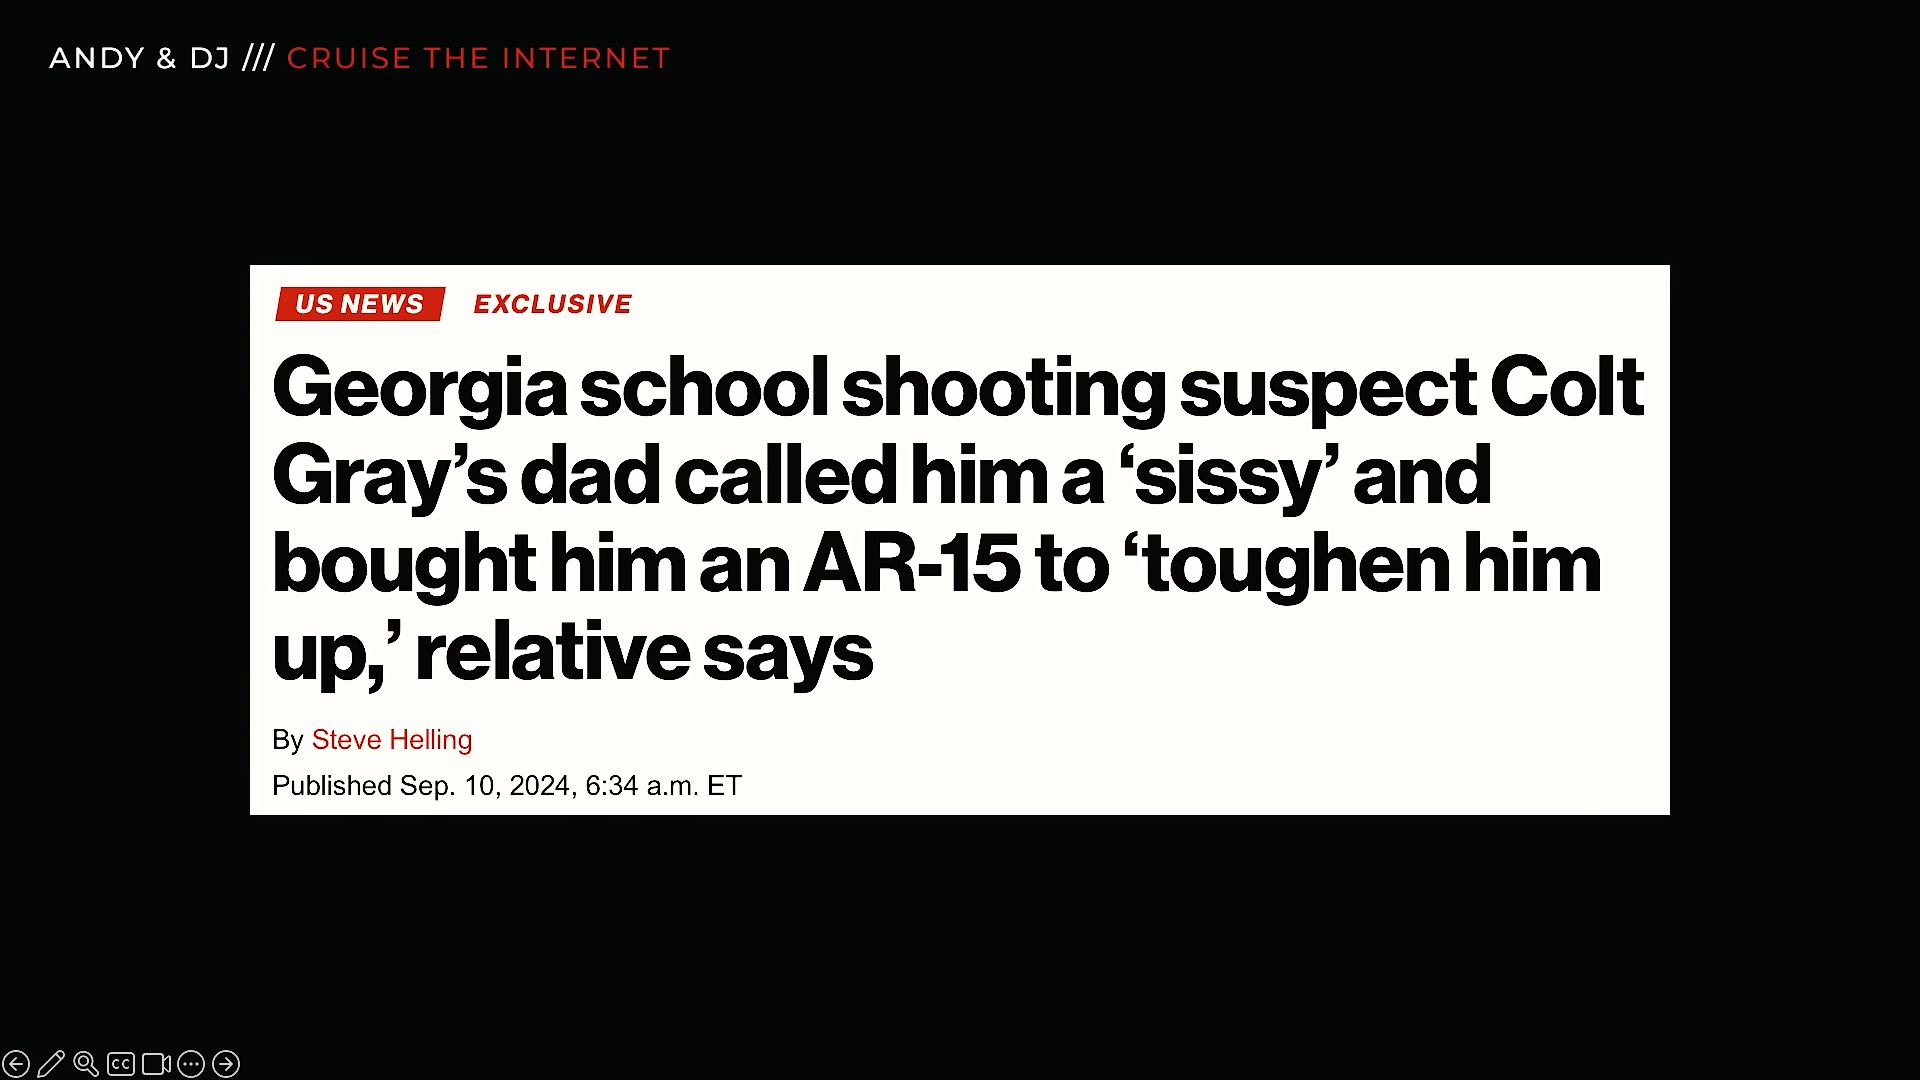 ANDY & DJ /// CRUISE THE INTERNET
US NEWS EXCLUSIVE
Georgia school shooting suspect Colt
Gray’s dad called him a ‘sissy’ and
bought him an AR-15 to ‘toughen him
up,’ relative says
By Steve Helling
Published Sep. 10, 2024, 6:34 a.m. ET
CC